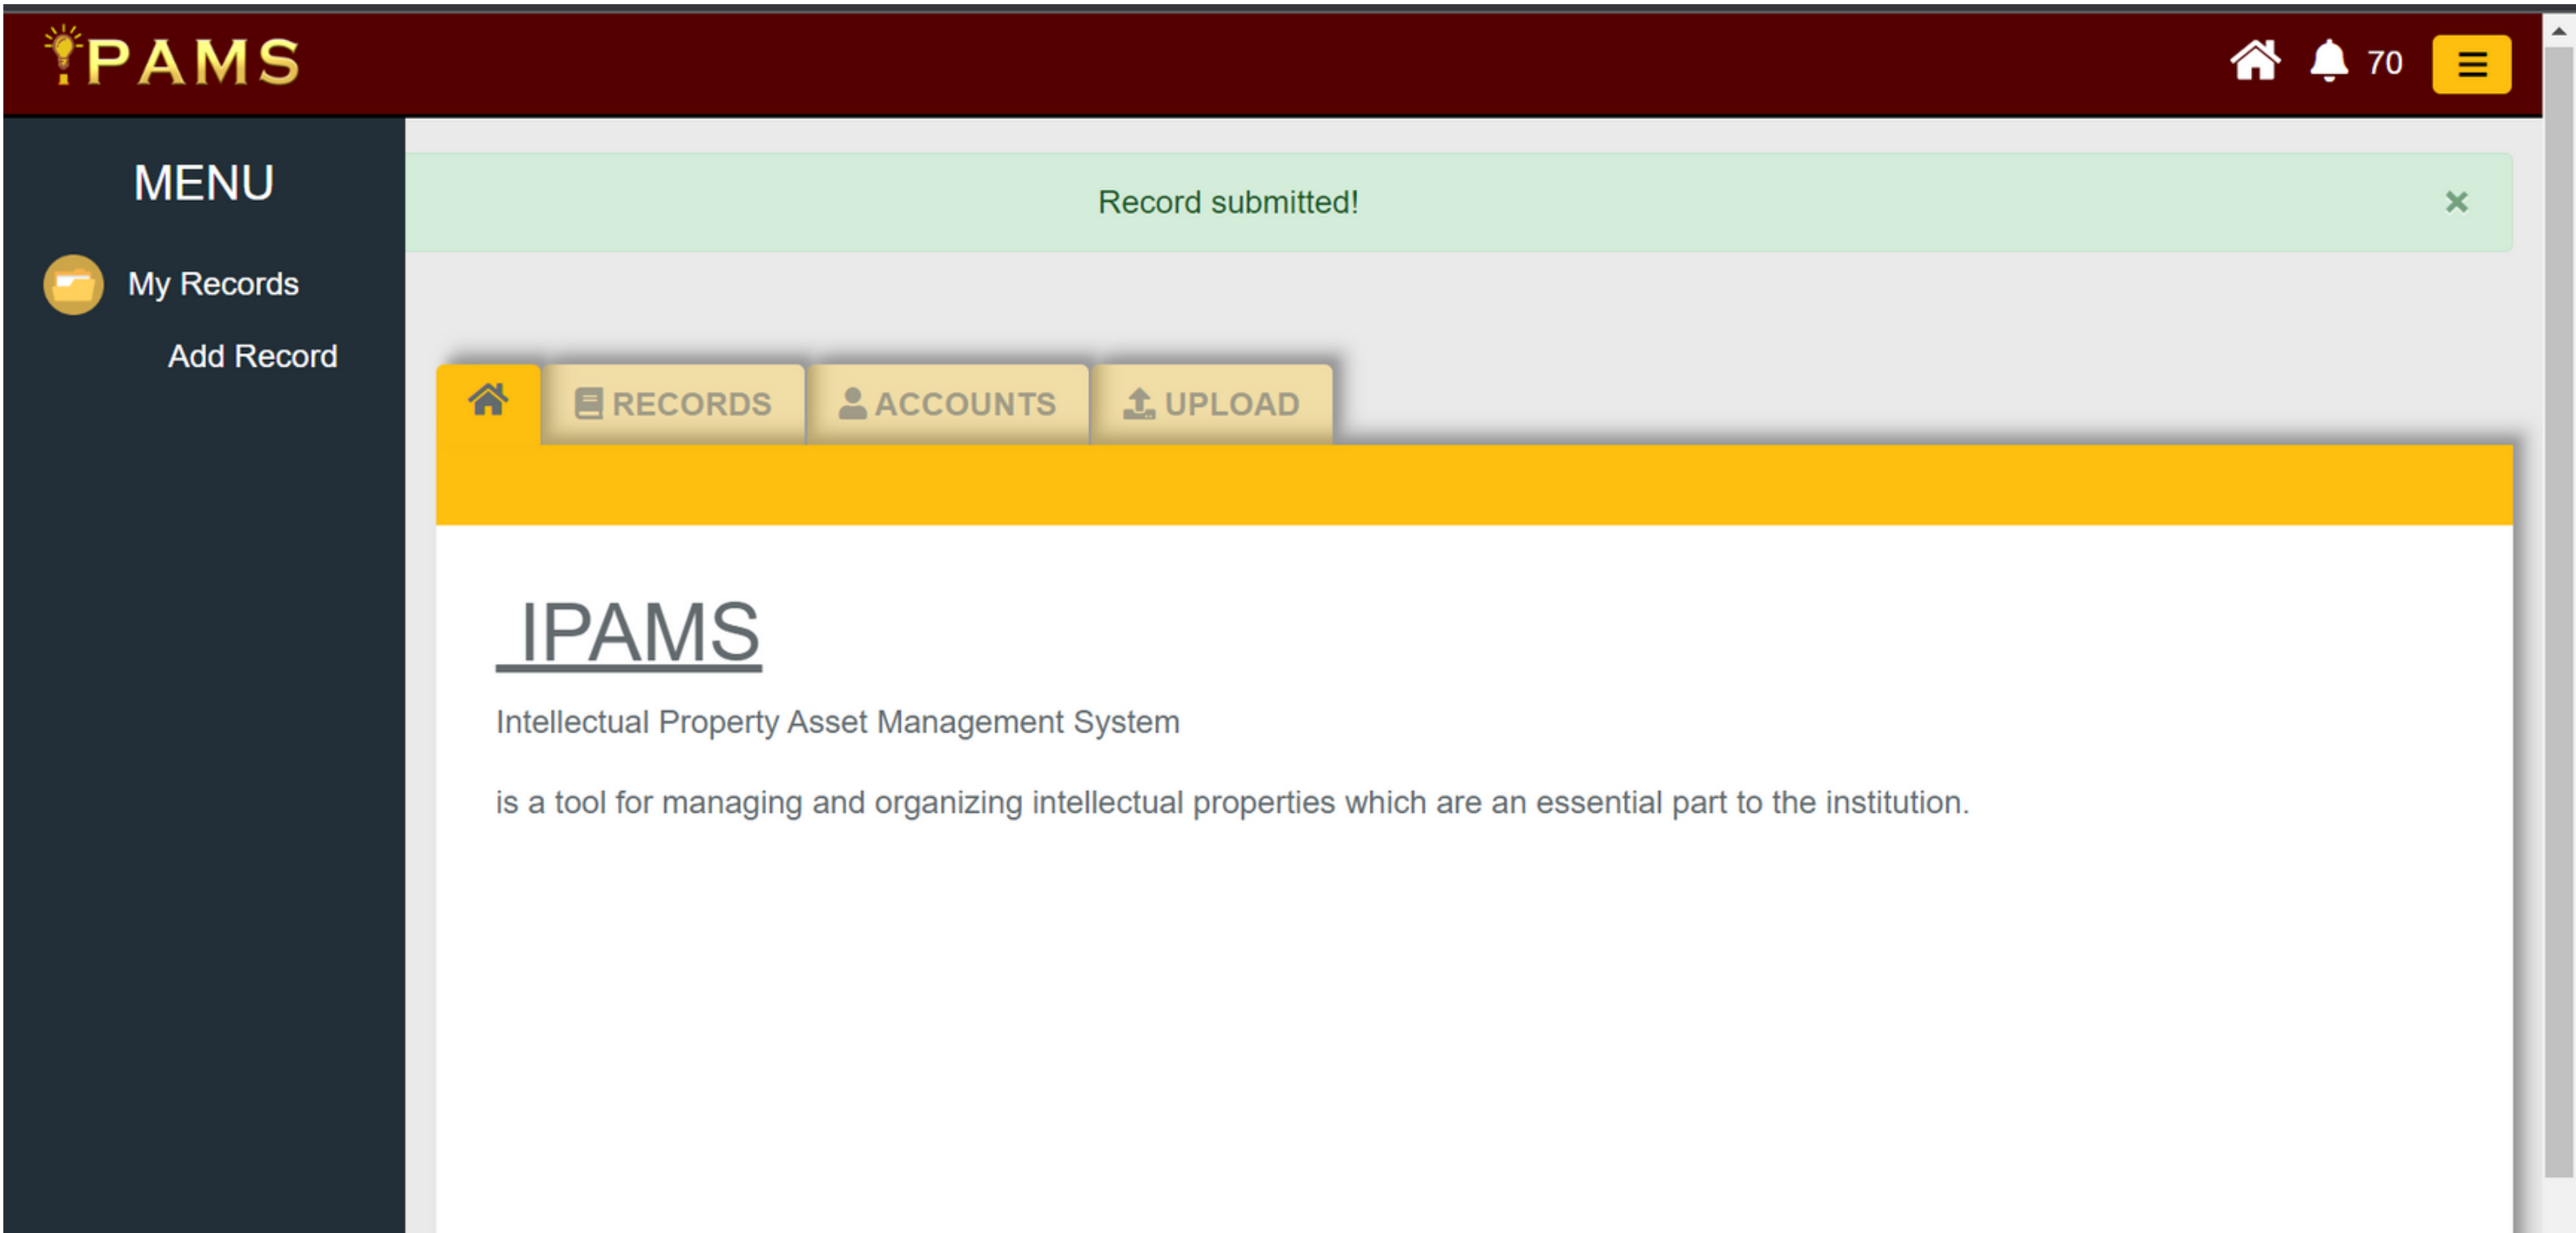 iPAMS
70
MENU
My Records
Add Record
Record submitted!
×
RECORDS
ACCOUNTS
UPLOAD
IPAMS
Intellectual Property Asset Management System
is a tool for managing and organizing intellectual properties which are an essential part to the institution.